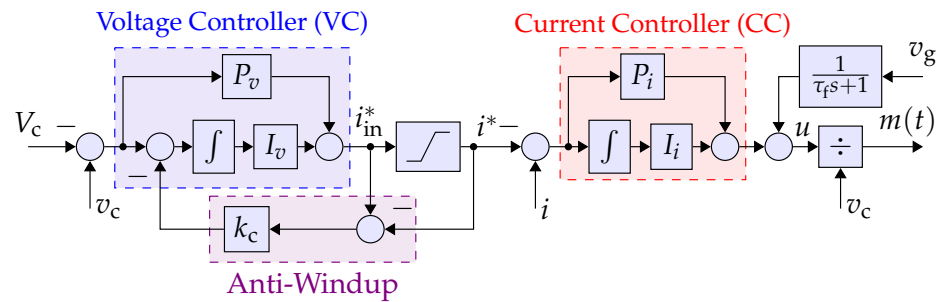 Voltage Controller (VC)
Current Controller (CC)
P_v
P_i
1
τ_f s+1
v_g
V_c
−
i*_in
i*
−
u
m(t)
−
∫
I_v
∫
I_i
÷
v_c
k_c
−
i
v_c
Anti-Windup